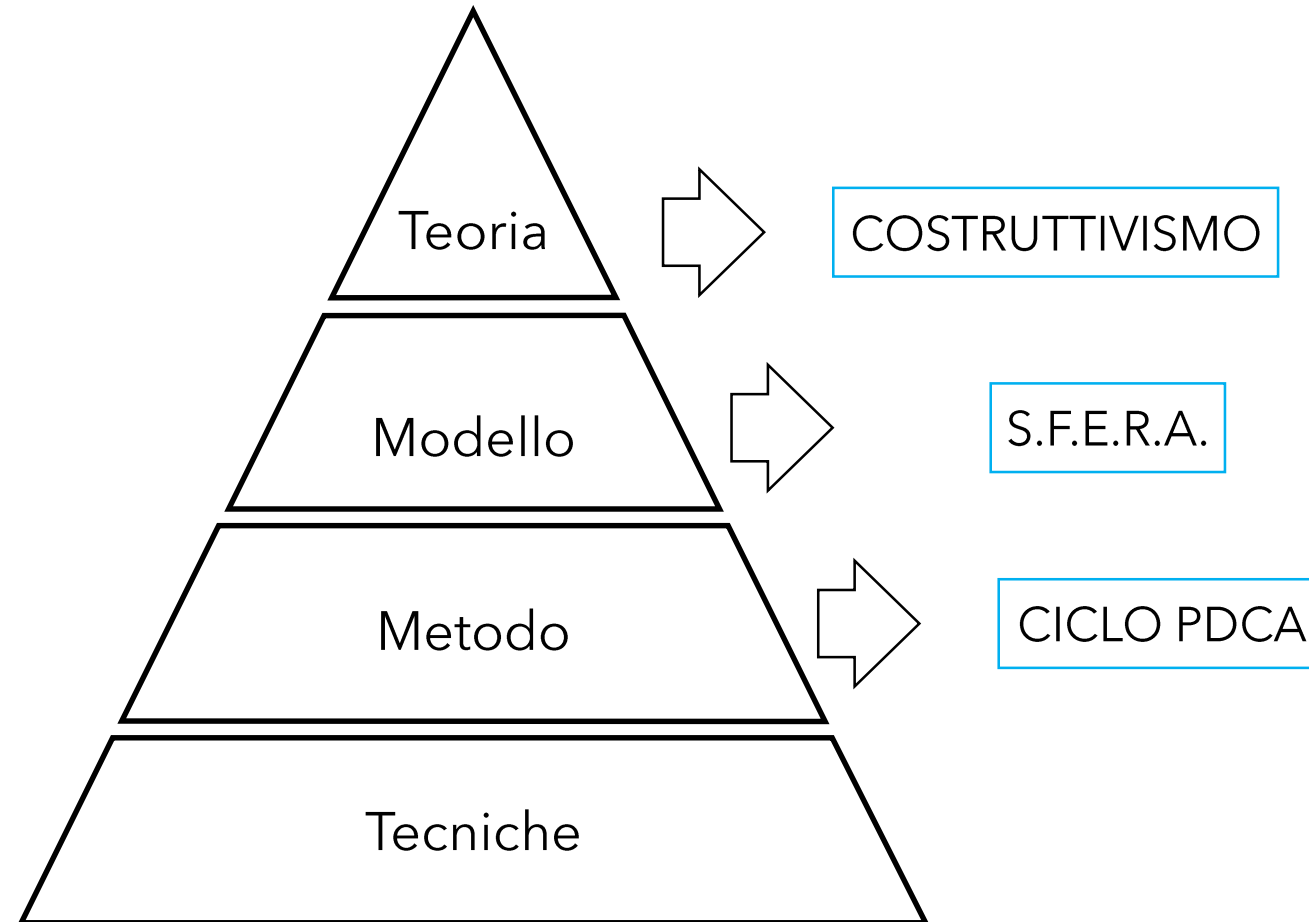 Teoria
COSTRUTTIVISMO
Modello
S.F.E.R.A.
Metodo
CICLO PDCA
Tecniche